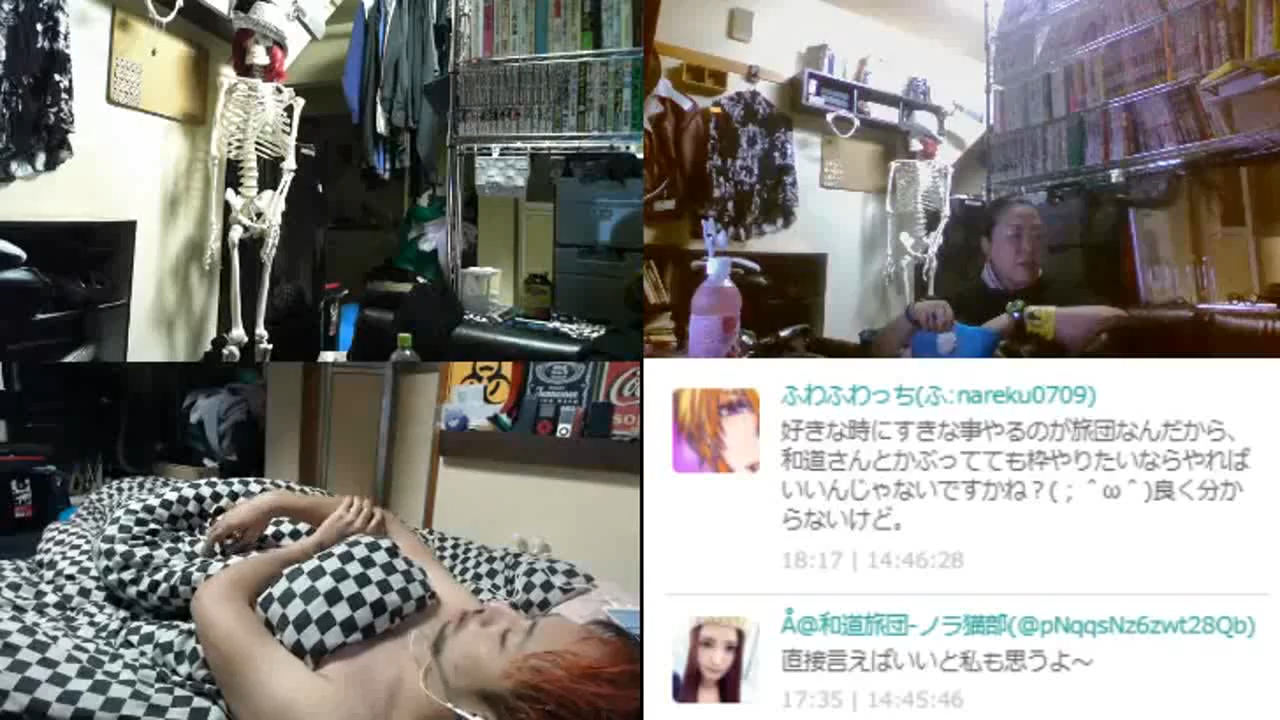 ふわふわっち(ふ:nareku0709)
好きな時にすきな事やるのが旅団なんだから、
和道さんとかぶってても枠やりたいならやれば
いいんじゃないですかね？(；＾ω＾)良く分か
らないけど。
18:17 | 14:46:28
Å@和道旅団-ノラ猫部(@pNqqsNz6zwt28Qb)
直接言えばいいと私も思うよ～
17:35 | 14:45:46